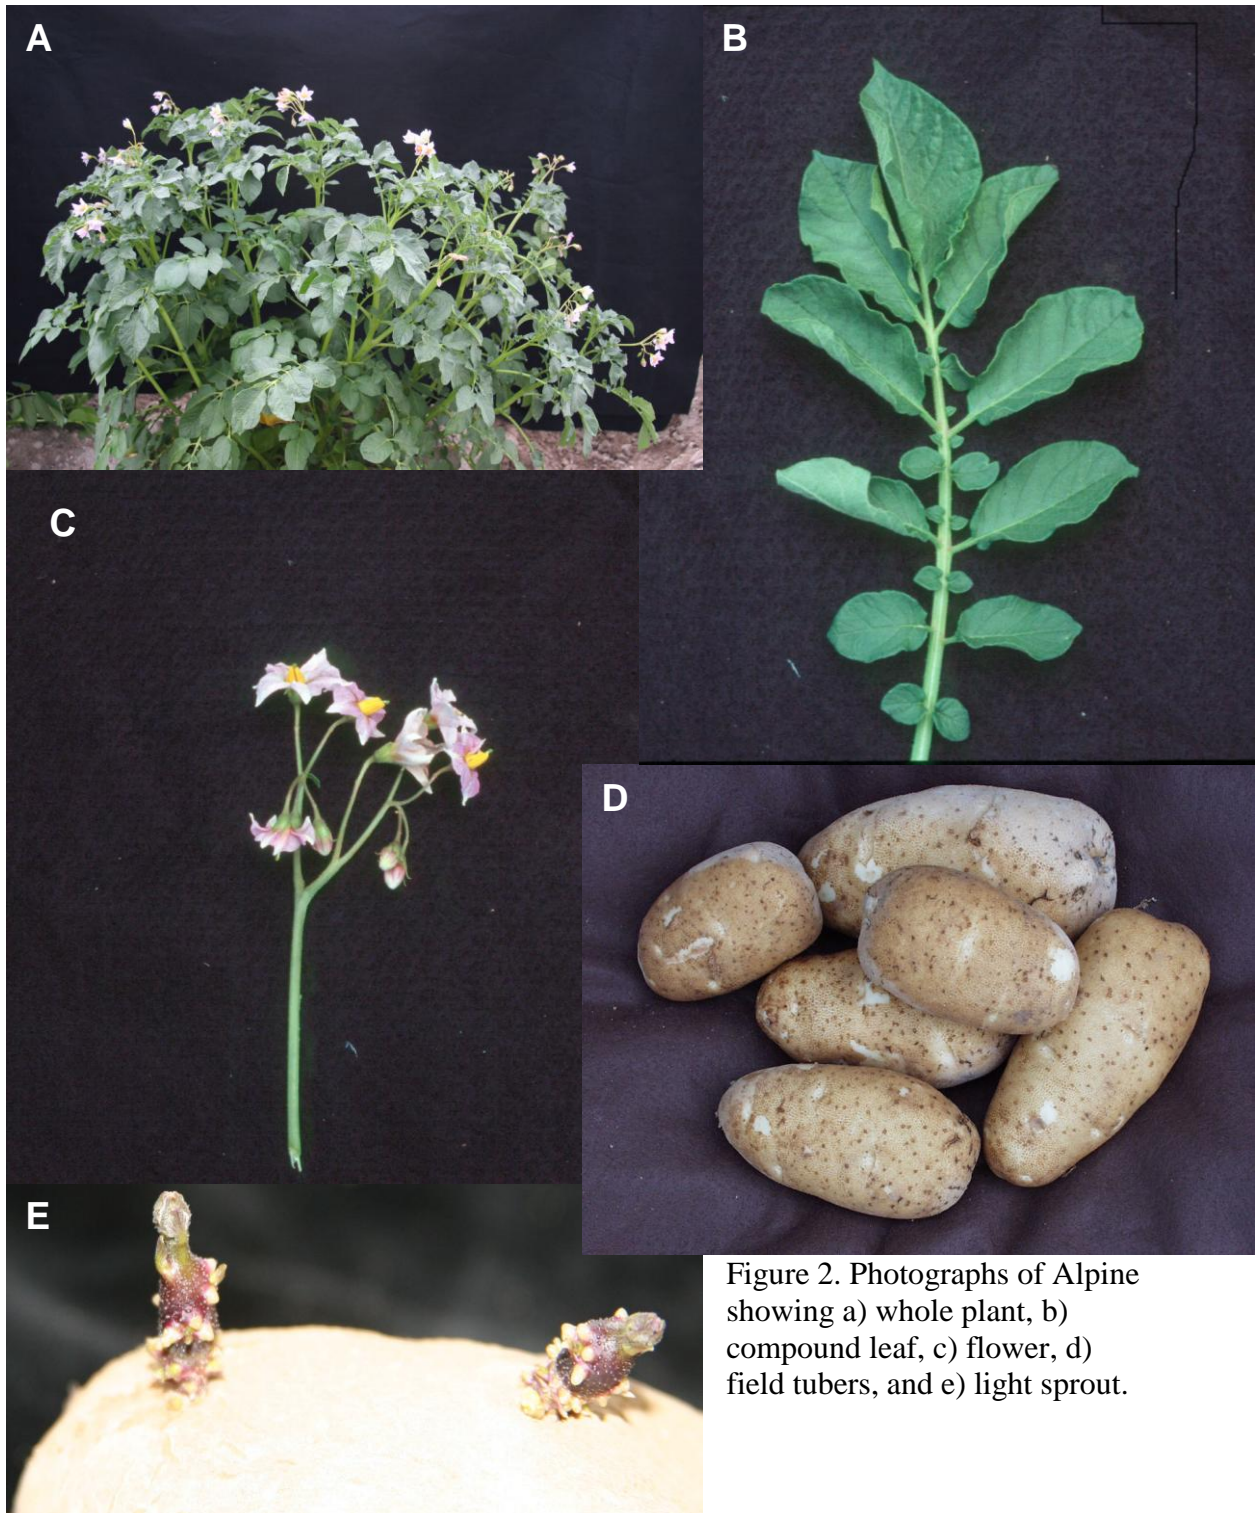 A
B
C
D
E
Figure 2. Photographs of Alpine
showing a) whole plant, b)
compound leaf, c) flower, d)
field tubers, and e) light sprout.